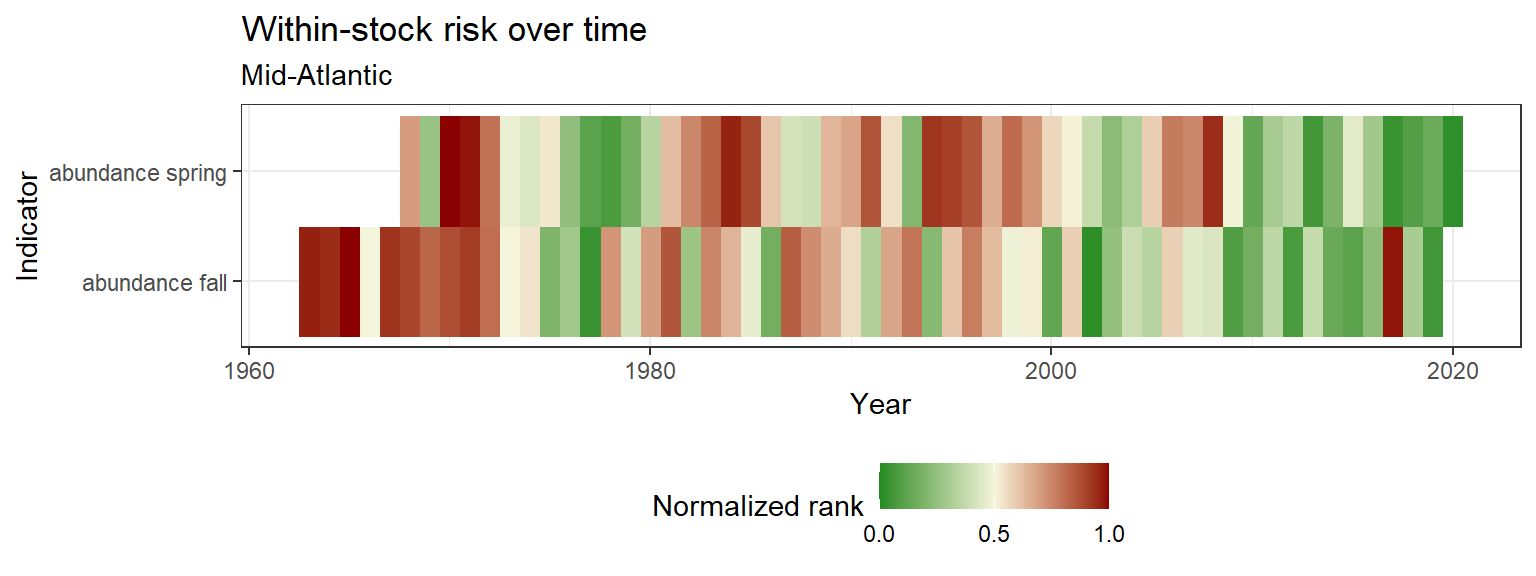 Within-stock risk over time
Mid-Atlantic
Indicator
abundance spring
abundance fall
1960 1980 2000 2020
Year
Normalized rank
0.0 0.5 1.0